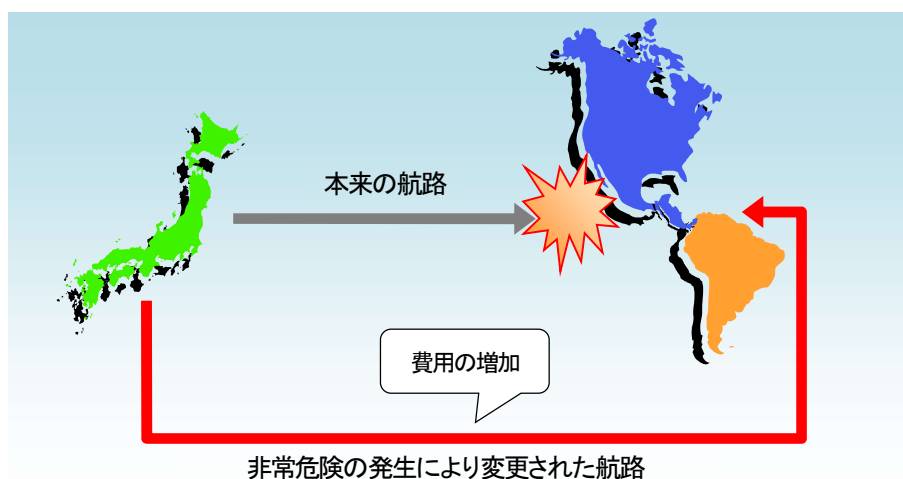 本来の航路
費用の増加
非常危険の発生により変更された航路